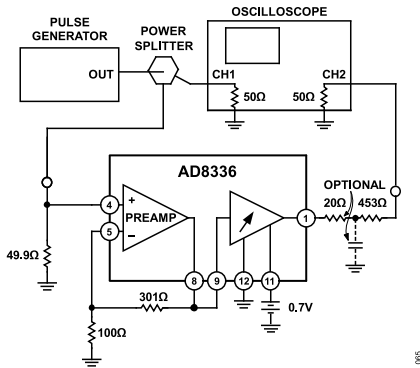 OSCILLOSCOPE
PULSE
GENERATOR
POWER
SPLITTER
OUT
CH1
CH2
50Ω
50Ω
AD8336
OPTIONAL
4
+
PREAMP
5
−
1
20Ω
453Ω
49.9Ω
8
9
12
11
301Ω
0.7V
100Ω
065